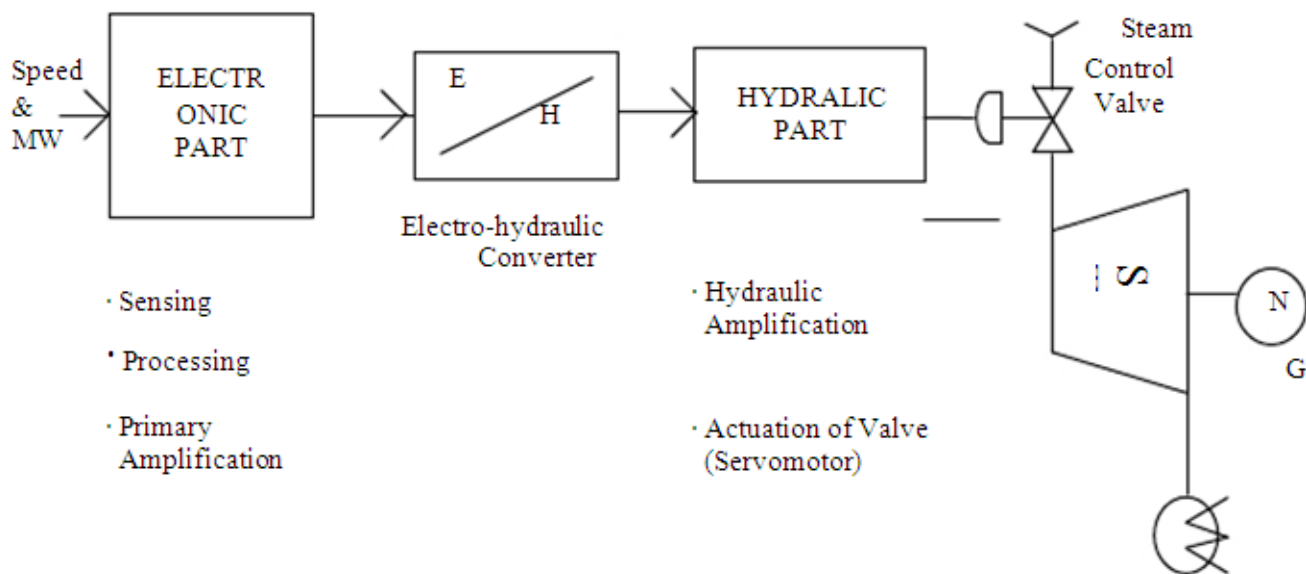 Speed
&
MW
ELECTR
ONIC
PART
E
H
HYDRALIC
PART
Steam
Control
Valve
Electro-hydraulic
Converter
· Sensing
· Processing
· Primary
Amplification
· Hydraulic
Amplification
· Actuation of Valve
(Servomotor)
S
N
G